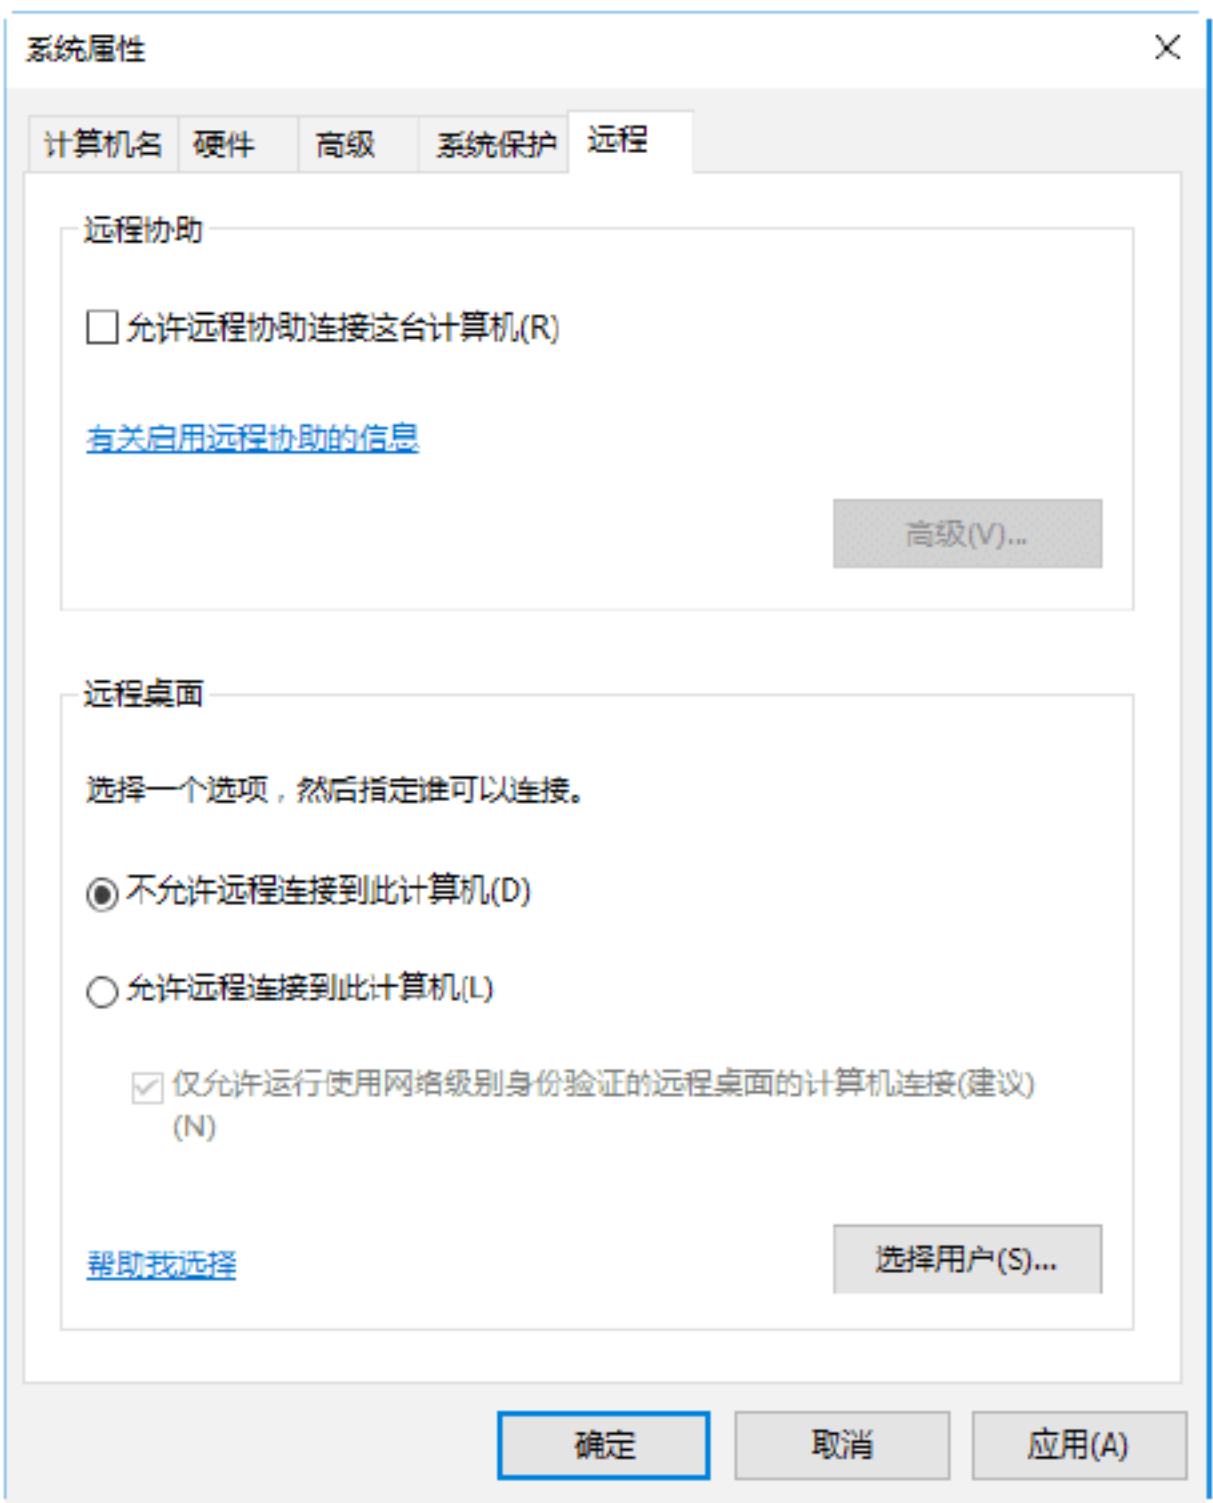 系统属性
计算机名 硬件 高级 系统保护 远程
远程协助
允许远程协助连接这台计算机(R)
有关启用远程协助的信息
高级(V)...
远程桌面
选择一个选项，然后指定谁可以连接。
不允许远程连接到此计算机(D)
允许远程连接到此计算机(L)
仅允许运行使用网络级别身份验证的远程桌面的计算机连接(建议)
(N)
帮助我选择 选择用户(S)...
确定 取消 应用(A)